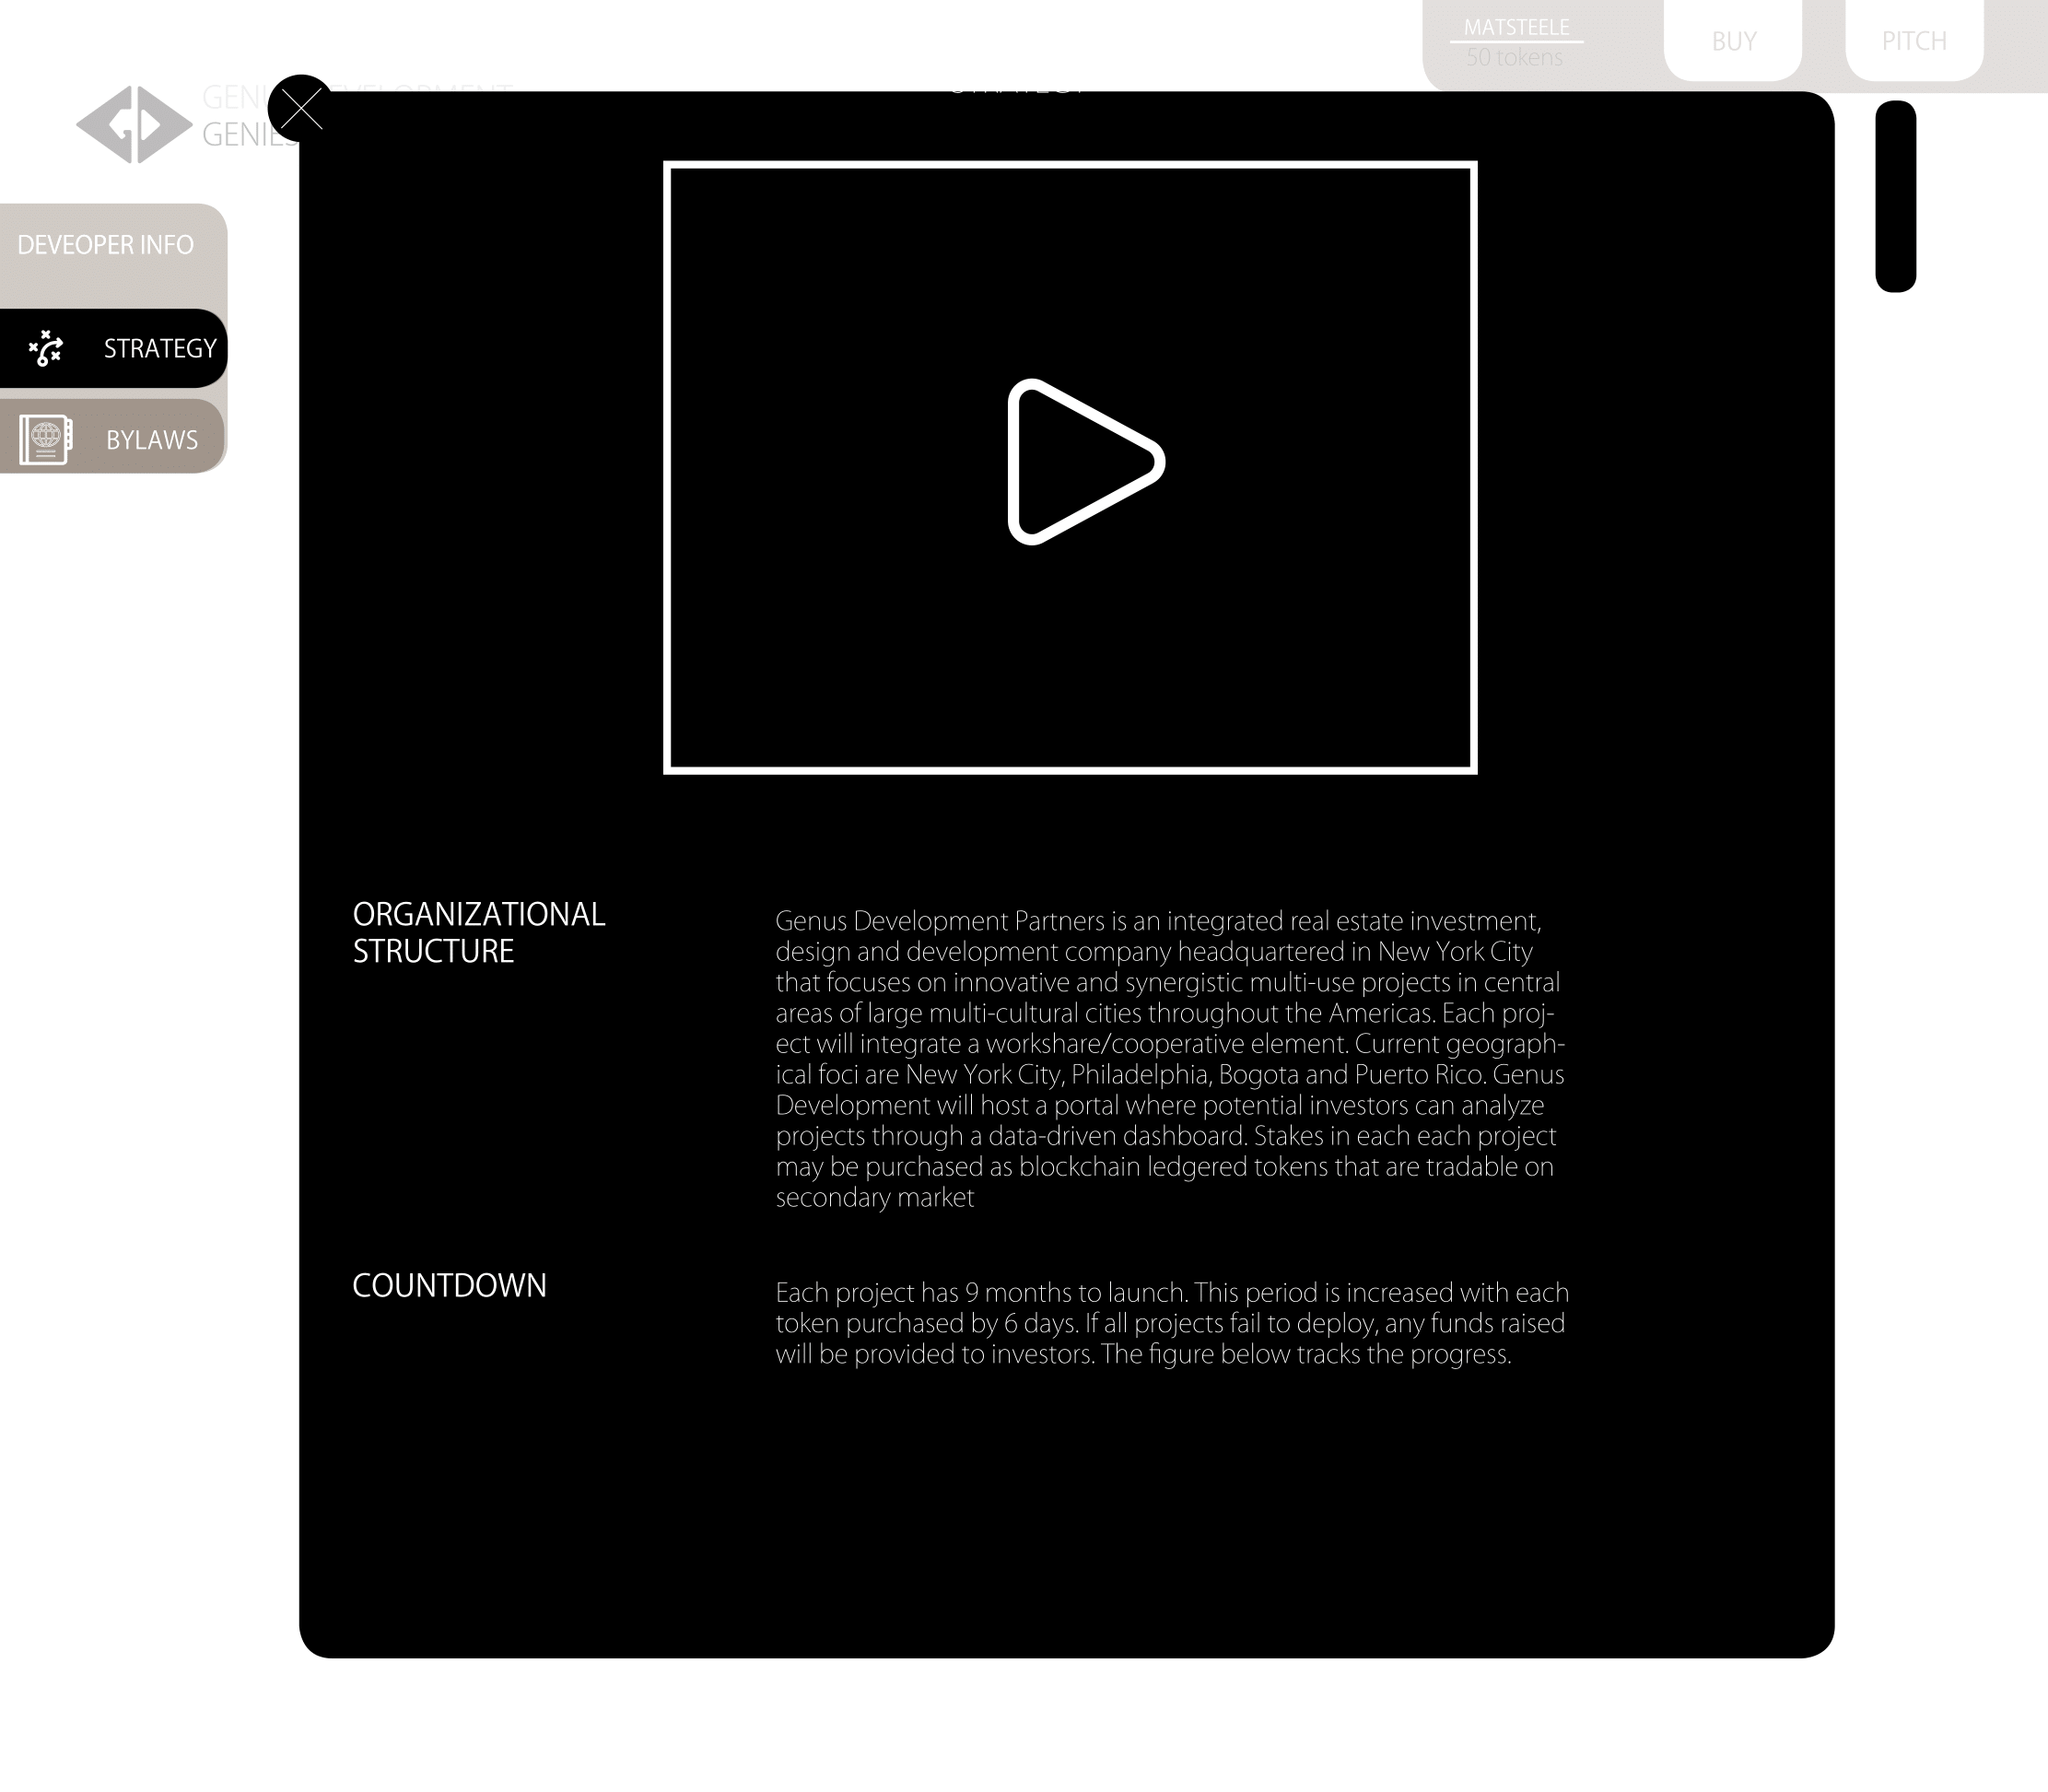 MATSTEELE
50 tokens
BUY
PITCH
DEVELOPMENT
STRATEGY
DEVEOPER INFO
STRATEGY
BYLAWS
ORGANIZATIONAL
STRUCTURE
Genus Development Partners is an integrated real estate investment,
design and development company headquartered in New York City
that focuses on innovative and synergistic multi-use projects in central
areas of large multi-cultural cities throughout the Americas. Each proj-
ect will integrate a workshare/cooperative element. Current geograph-
ical foci are New York City, Philadelphia, Bogota and Puerto Rico. Genus
Development will host a portal where potential investors can analyze
projects through a data-driven dashboard. Stakes in each each project
may be purchased as blockchain ledgered tokens that are tradable on
secondary market
COUNTDOWN
Each project has 9 months to launch. This period is increased with each
token purchased by 6 days. If all projects fail to deploy, any funds raised
will be provided to investors. The figure below tracks the progress.